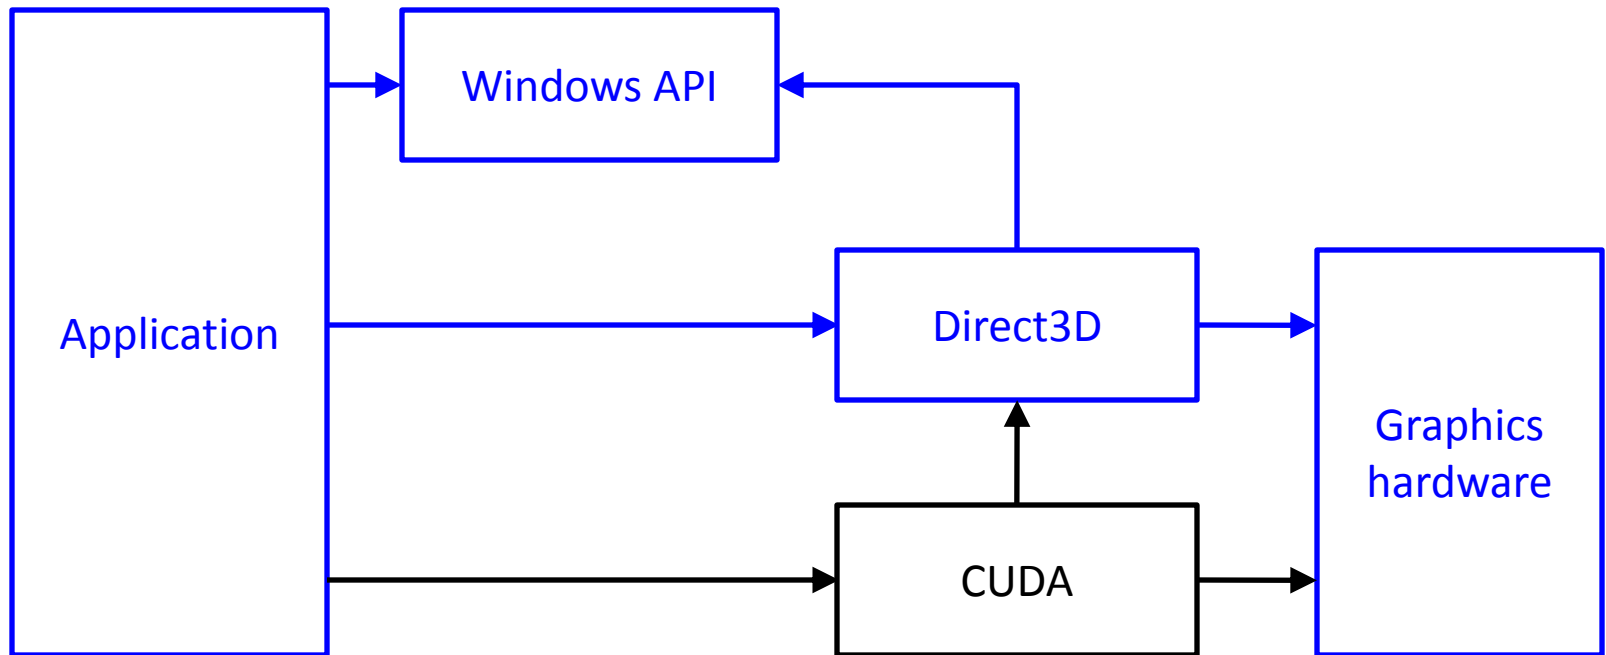 Windows API
Application
Direct3D
Graphics
hardware
CUDA